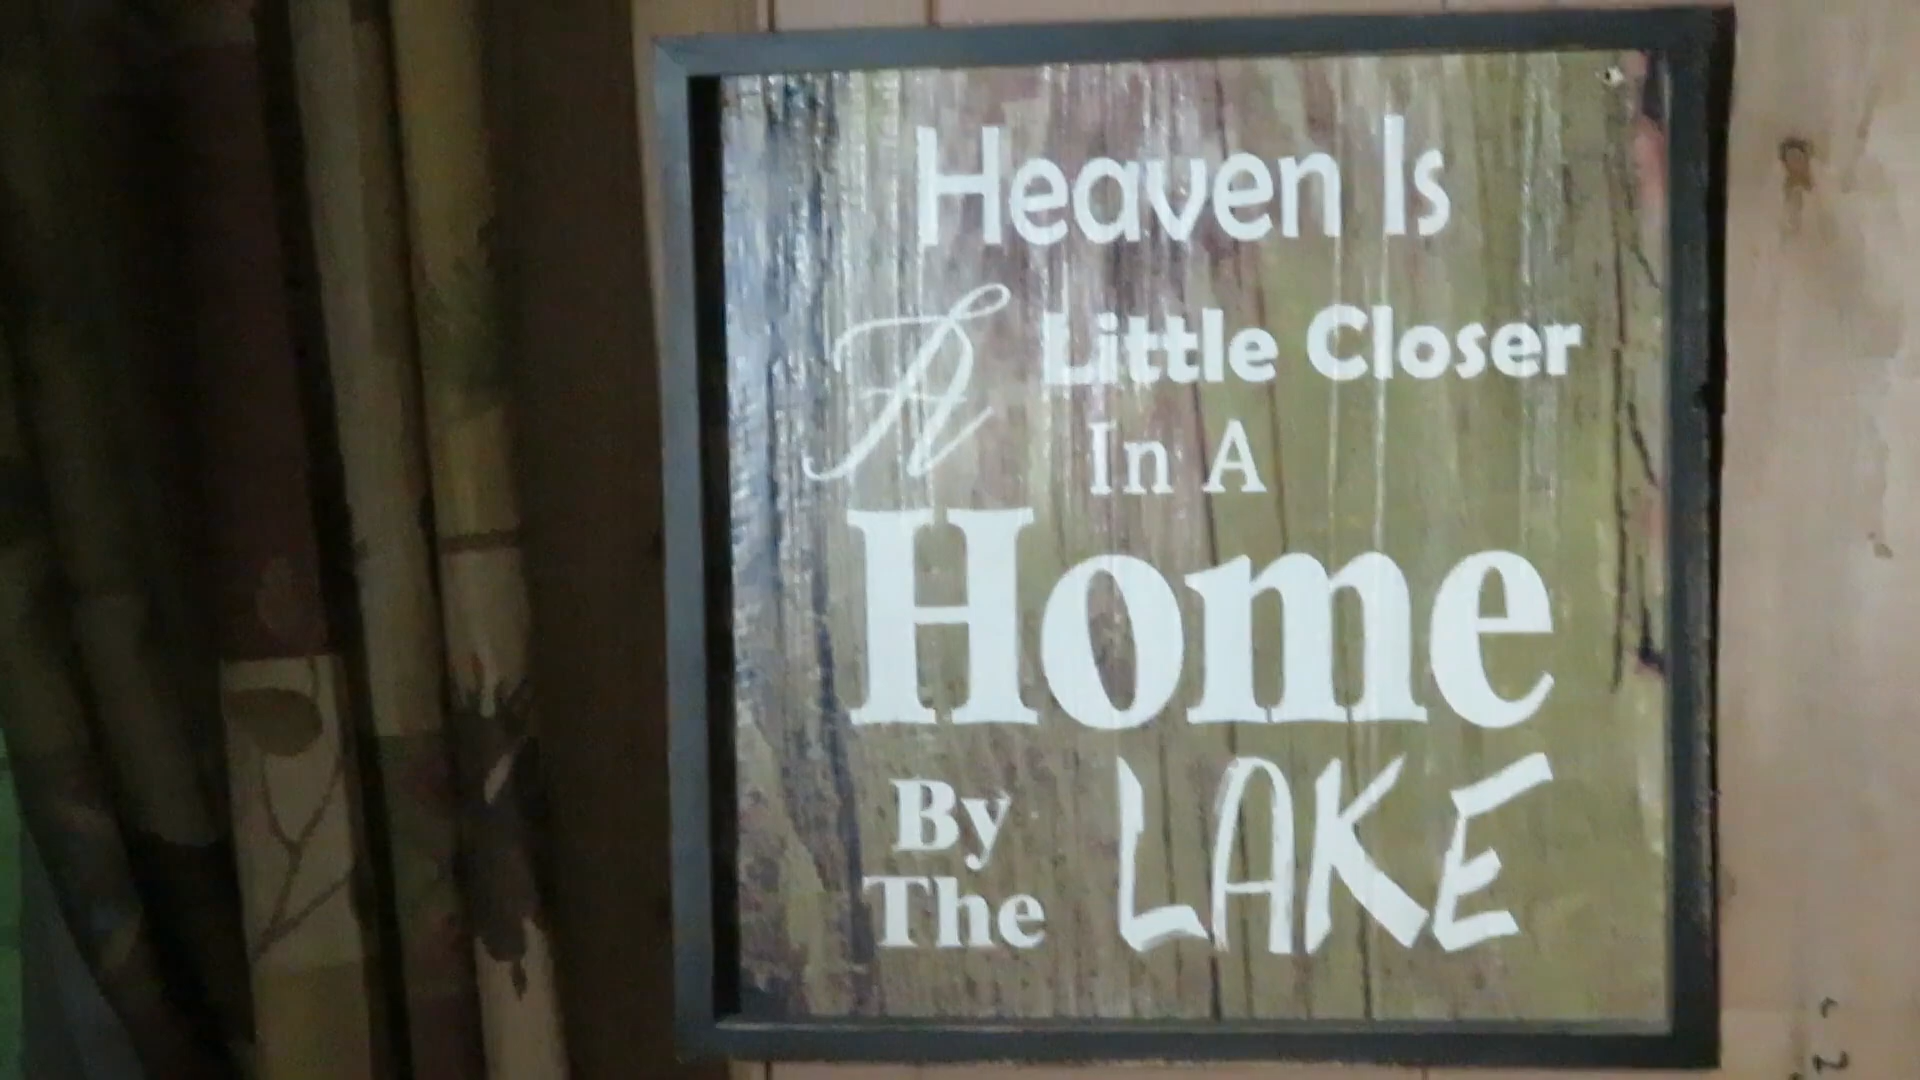 Heaven Is
A Little Closer
In A
Home
By
The LAKE